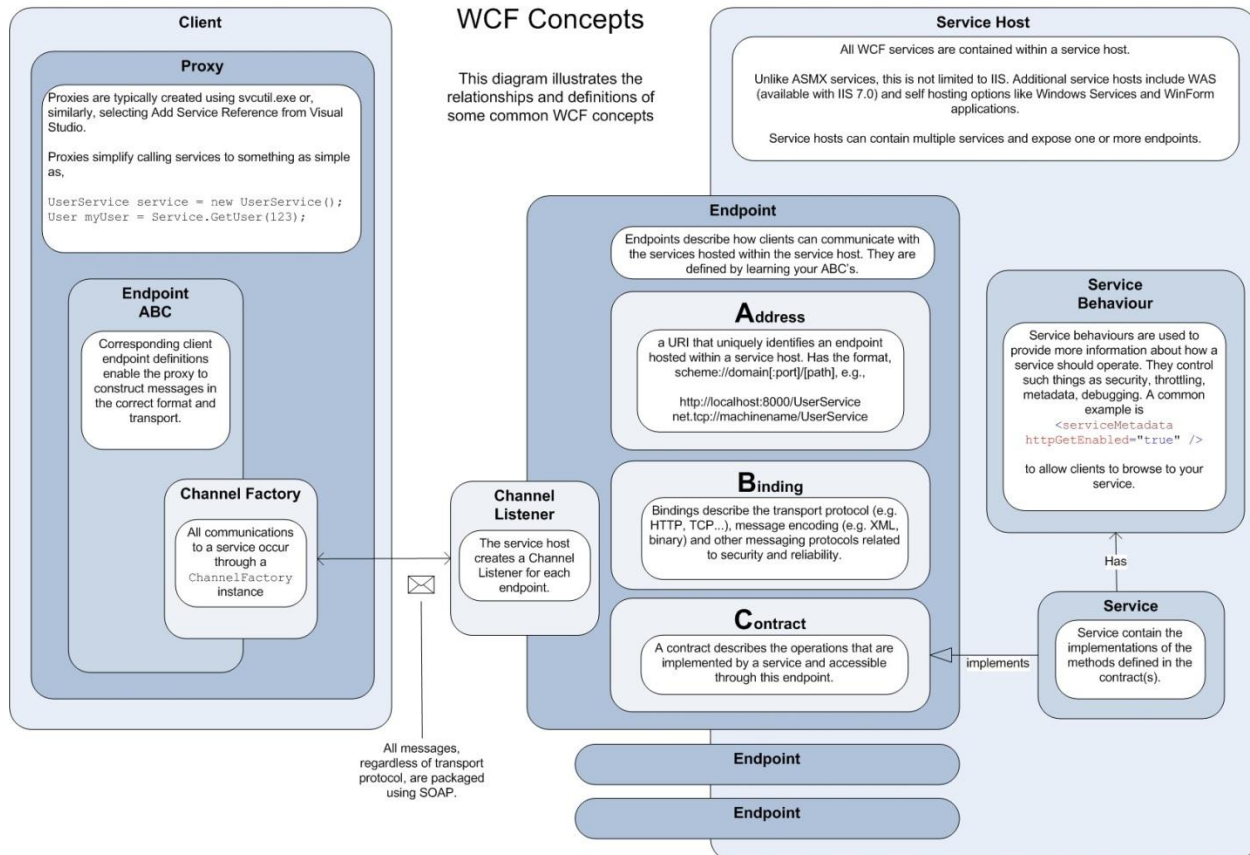 WCF Concepts
This diagram illustrates the
relationships and definitions of
some common WCF concepts
Client
Proxy
Proxies are typically created using svcutil.exe or,
similarly, selecting Add Service Reference from Visual
Studio.
Proxies simplify calling services to something as simple
as,
UserService service = new UserService();
User myUser = Service.GetUser(123);
Endpoint
ABC
Corresponding client
endpoint definitions
enable the proxy to
construct messages in
the correct format and
transport.
Channel Factory
All communications
to a service occur
through a
ChannelFactory
instance
All messages,
regardless of transport
protocol, are packaged
using SOAP.
Channel
Listener
The service host
creates a Channel
Listener for each
endpoint.
Service Host
All WCF services are contained within a service host.
Unlike ASMX services, this is not limited to IIS. Additional service hosts include WAS
(available with IIS 7.0) and self hosting options like Windows Services and WinForm
applications.
Service hosts can contain multiple services and expose one or more endpoints.
Endpoint
Endpoints describe how clients can communicate with
the services hosted within the service host. They are
defined by learning your ABC's.
Address
a URI that uniquely identifies an endpoint
hosted within a service host. Has the format,
scheme://domain[:port]/[path], e.g.,
http://localhost:8000/UserService
net.tcp://machinename/UserService
Binding
Bindings describe the transport protocol (e.g.
HTTP, TCP...), message encoding (e.g. XML,
binary) and other messaging protocols related
to security and reliability.
Contract
A contract describes the operations that are
implemented by a service and accessible
through this endpoint.
Endpoint
Endpoint
Service
Behaviour
Service behaviours are used to
provide more information about how a
service should operate. They control
such things as security, throttling,
metadata, debugging. A common
example is
<serviceMetadata
httpGetEnabled="true" />
to allow clients to browse to your
service.
Has
implements
Service
Service contain the
implementations of the
methods defined in the
contract(s).